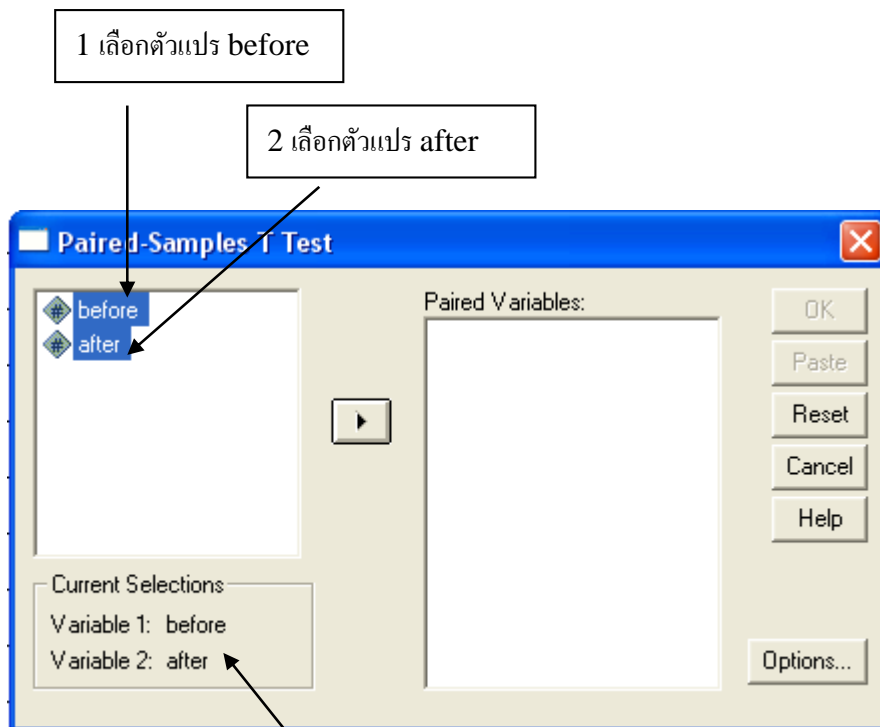 1 เลือกตัวแปร before
2 เลือกตัวแปร after
Paired-Samples T Test
before
after
Paired Variables:
OK
Paste
Reset
Cancel
Help
Current Selections
Variable 1: before
Variable 2: after
Options...